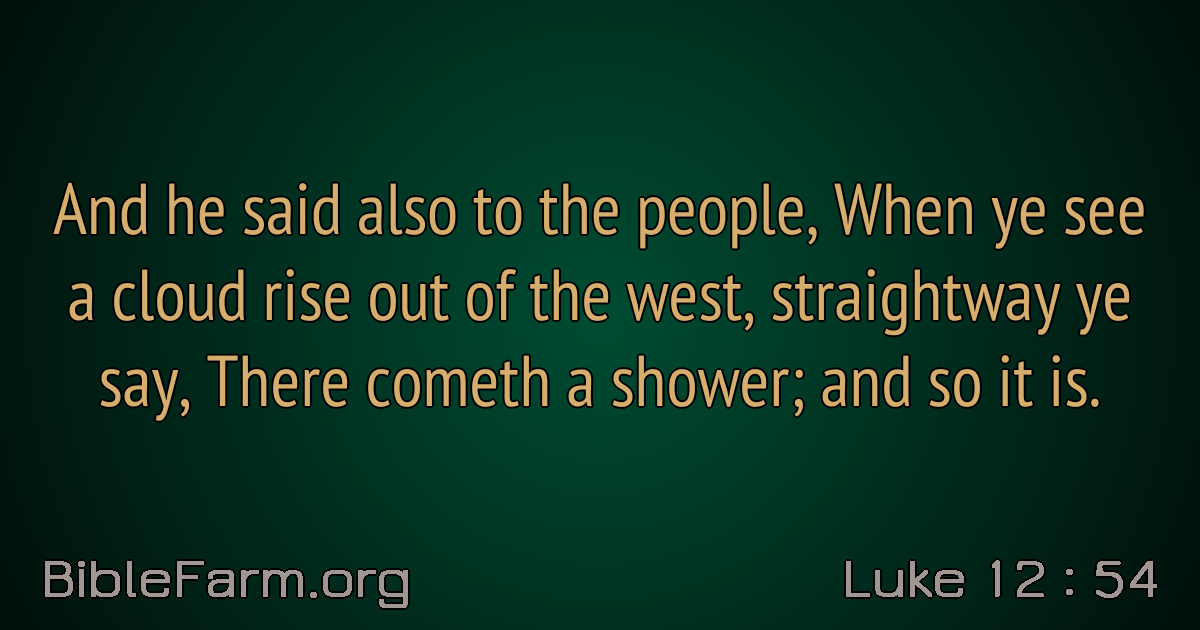 And he said also to the people, When ye see
a cloud rise out of the west, straightway ye
say, There cometh a shower; and so it is.
BibleFarm.org
Luke 12 : 54